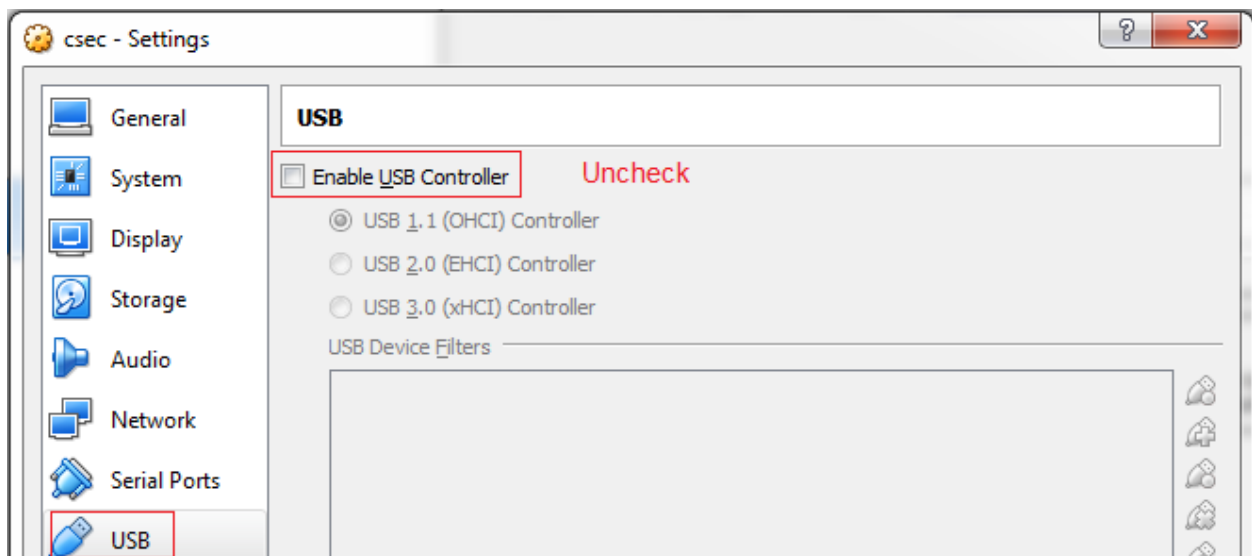 csec - Settings
General
System
Display
Storage
Audio
Network
Serial Ports
USB
USB
Enable USB Controller
Uncheck
USB 1.1 (OHCI) Controller
USB 2.0 (EHCI) Controller
USB 3.0 (xHCI) Controller
USB Device Filters